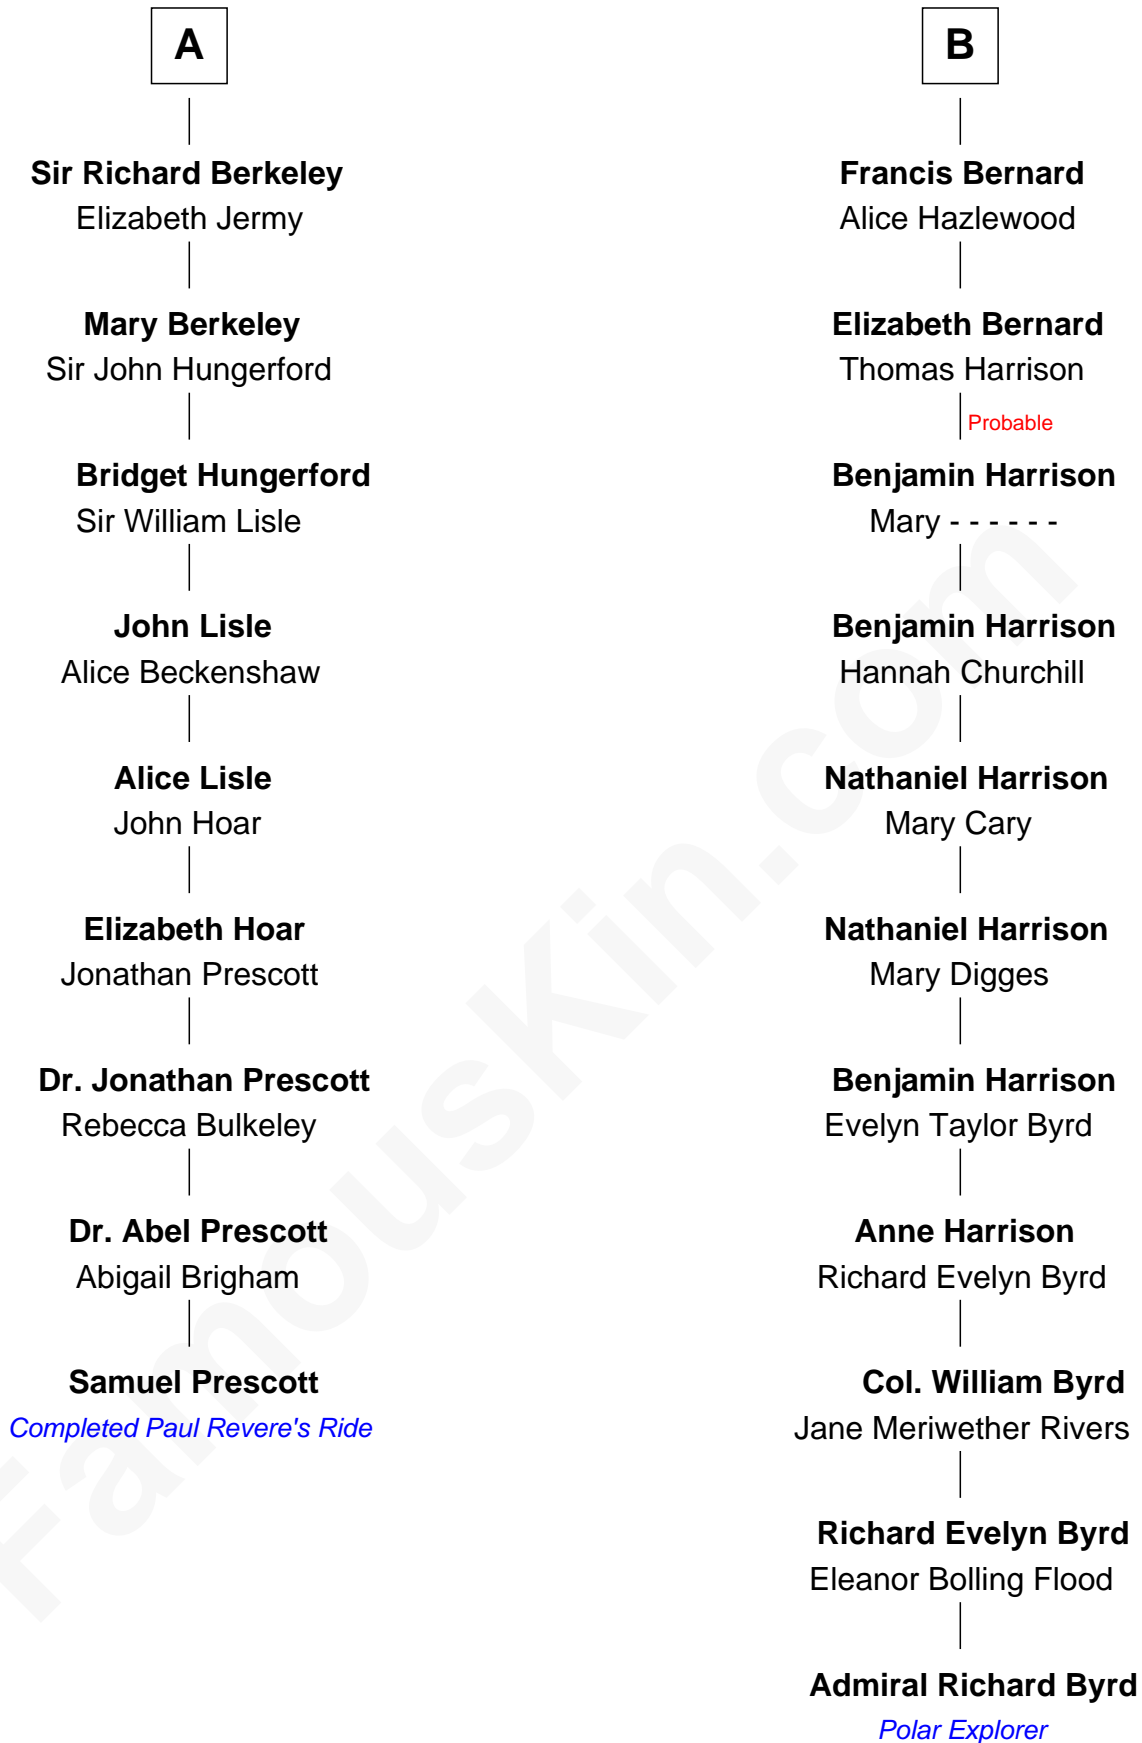 A
Sir Richard Berkeley
Elizabeth Jermy
Mary Berkeley
Sir John Hungerford
Bridget Hungerford
Sir William Lisle
John Lisle
Alice Beckenshaw
Alice Lisle
John Hoar
Elizabeth Hoar
Jonathan Prescott
Dr. Jonathan Prescott
Rebecca Bulkeley
Dr. Abel Prescott
Abigail Brigham
Samuel Prescott
Completed Paul Revere's Ride
B
Francis Bernard
Alice Hazlewood
Elizabeth Bernard
Thomas Harrison
Probable
Benjamin Harrison
Mary - - - - - -
Benjamin Harrison
Hannah Churchill
Nathaniel Harrison
Mary Cary
Nathaniel Harrison
Mary Digges
Benjamin Harrison
Evelyn Taylor Byrd
Anne Harrison
Richard Evelyn Byrd
Col. William Byrd
Jane Meriwether Rivers
Richard Evelyn Byrd
Eleanor Bolling Flood
Admiral Richard Byrd
Polar Explorer
FamousKin.com